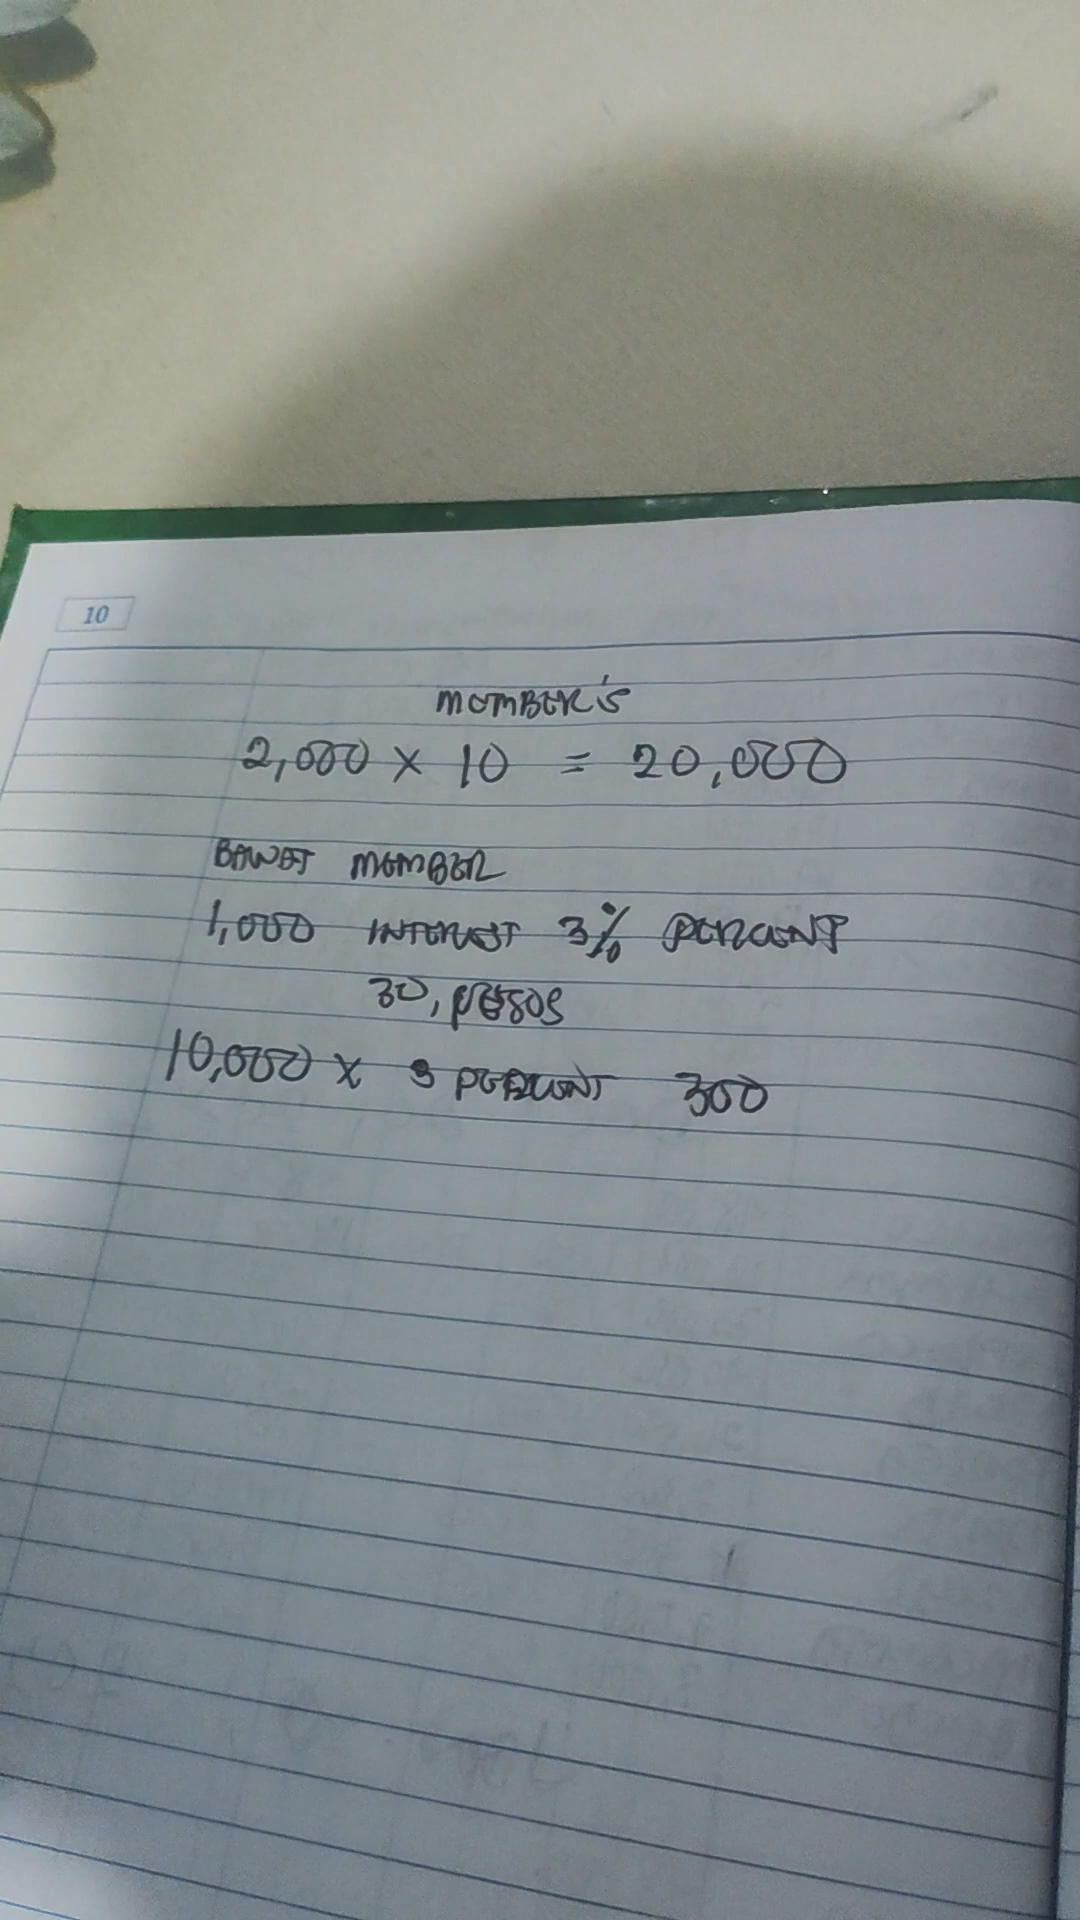 10
MEMBER'S
2,000 x 10 = 20,000
BAWAT MEMBER
1,000 INTEREST 3% PERCENT
30, PESOS
10,000 x 3 PERCENT 300